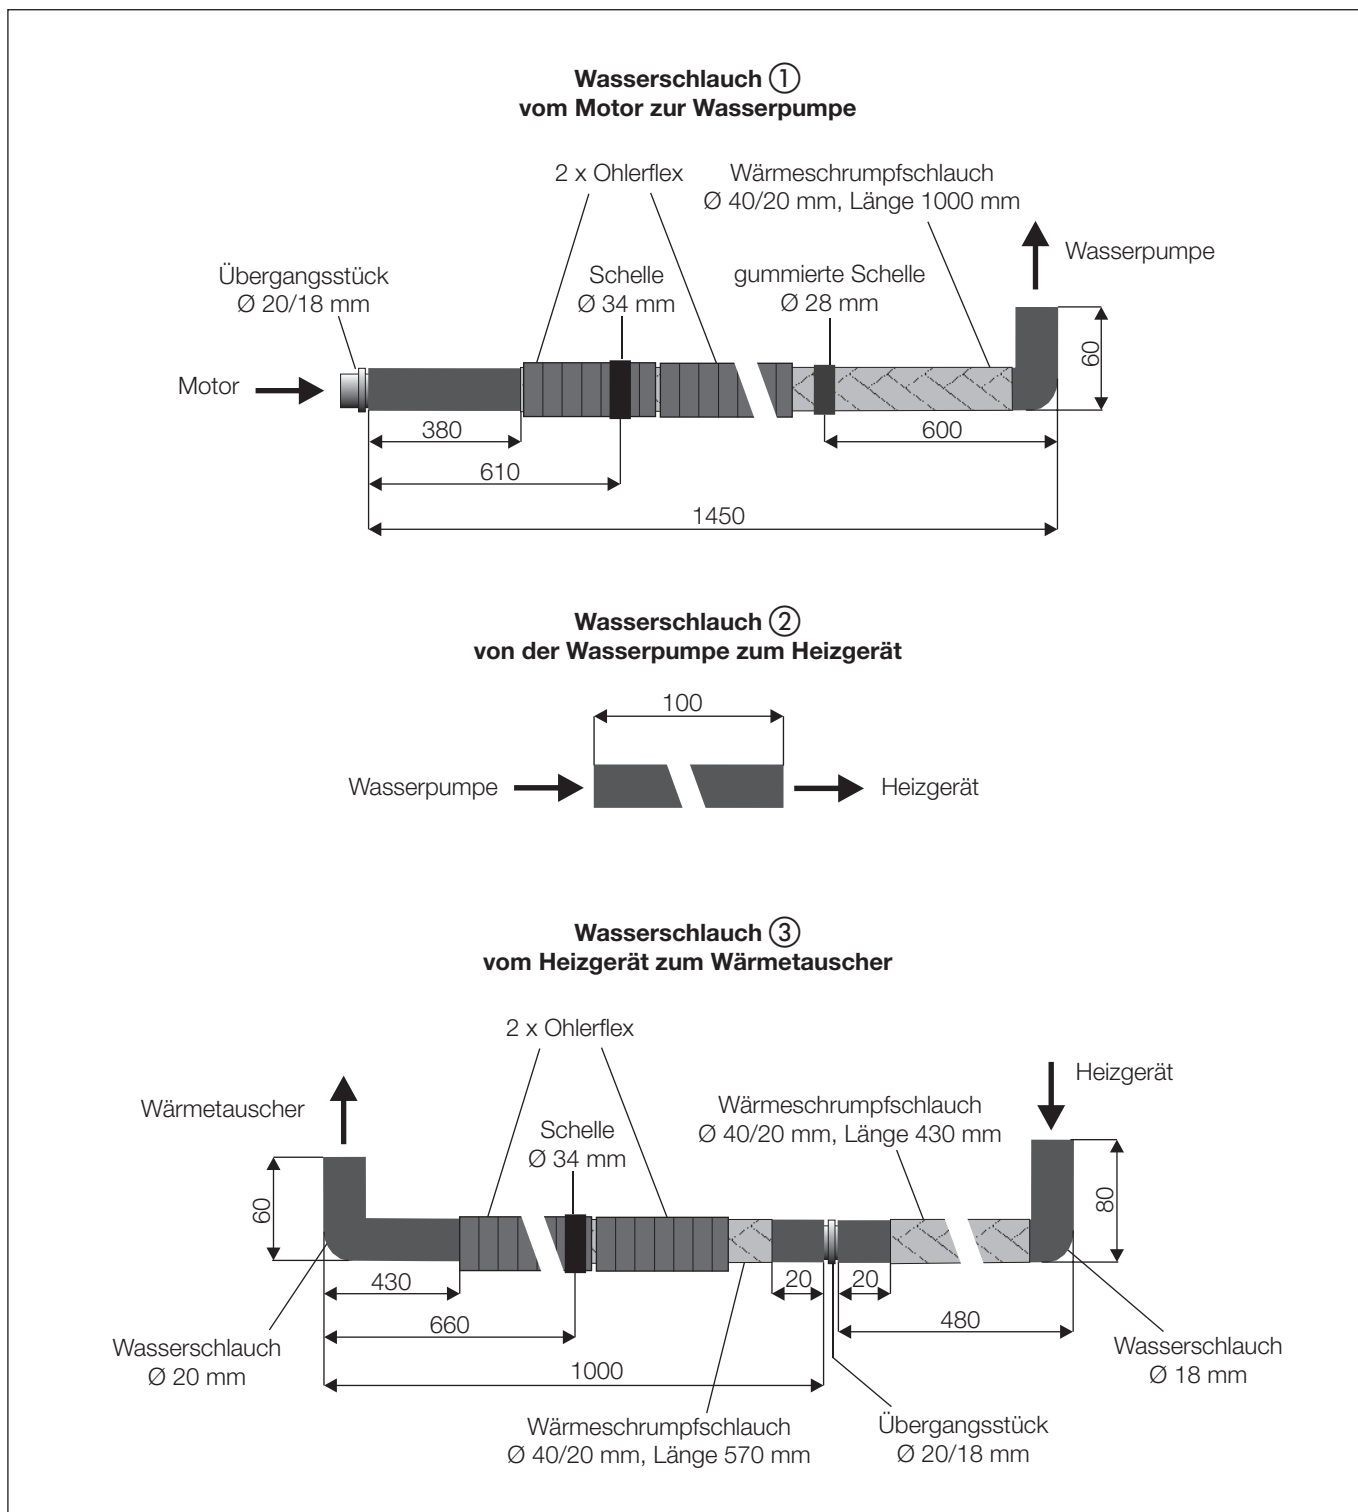 Wasserschlauch ①
vom Motor zur Wasserpumpe
2 x Ohlerflex
Wärmeschrumpfschlauch
Ø 40/20 mm, Länge 1000 mm
Wasserpumpe
Übergangsstück
Ø 20/18 mm
Schelle
Ø 34 mm
gummierte Schelle
Ø 28 mm
Motor
60
380
600
610
1450
Wasserschlauch ②
von der Wasserpumpe zum Heizgerät
100
Wasserpumpe
Heizgerät
Wasserschlauch ③
vom Heizgerät zum Wärmetauscher
2 x Ohlerflex
Heizgerät
Wärmetauscher
Wärmeschrumpfschlauch
Ø 40/20 mm, Länge 430 mm
Schelle
Ø 34 mm
60
80
430
20
20
660
480
Wasserschlauch
Ø 20 mm
Wasserschlauch
Ø 18 mm
1000
Wärmeschrumpfschlauch
Ø 40/20 mm, Länge 570 mm
Übergangsstück
Ø 20/18 mm